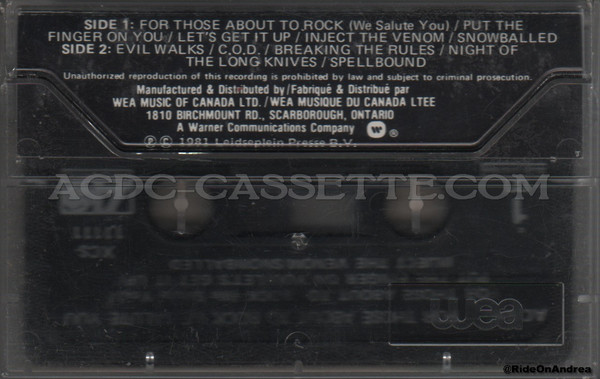 SIDE 1: FOR THOSE ABOUT TO ROCK (We Salute You) / PUT THE
FINGER ON YOU / LET'S GET IT UP / INJECT THE VENOM / SNOWBALLED
SIDE 2: EVIL WALKS / C.O.D. / BREAKING THE RULES / NIGHT OF
THE LONG KNIVES / SPELLBOUND
Unauthorized reproduction of this recording is prohibited by law and subject to criminal prosecution.
Manufactured & Distributed by/Fabriqué & Distribué par
WEA MUSIC OF CANADA LTD. / WEA MUSIQUE DU CANADA LTEE
1810 BIRCHMOUNT RD., SCARBOROUGH, ONTARIO
A Warner Communications Company ®
℗ © 1981 Leidseplein Presse B.V.
ACDC-CASSETTE.COM
wea
@RideOnAndrea